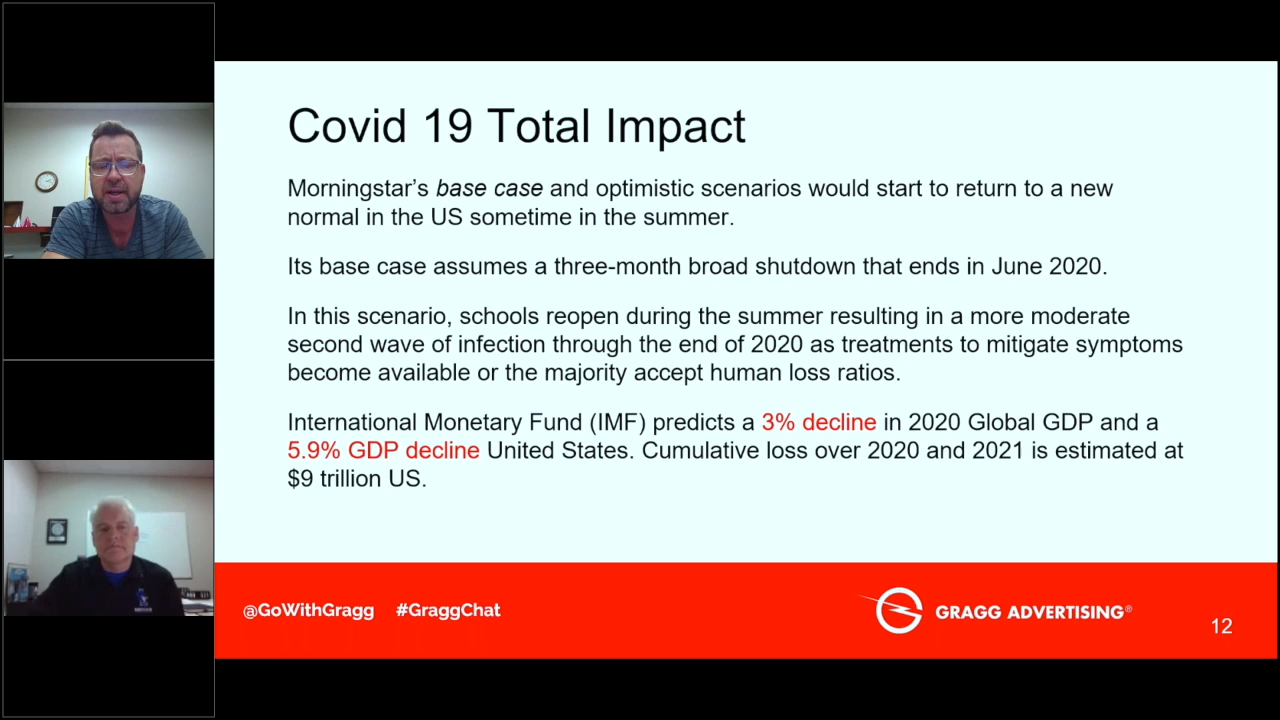 Covid 19 Total Impact
Morningstar’s base case and optimistic scenarios would start to return to a new
normal in the US sometime in the summer.
Its base case assumes a three-month broad shutdown that ends in June 2020.
In this scenario, schools reopen during the summer resulting in a more moderate
second wave of infection through the end of 2020 as treatments to mitigate symptoms
become available or the majority accept human loss ratios.
International Monetary Fund (IMF) predicts a 3% decline in 2020 Global GDP and a
5.9% GDP decline United States. Cumulative loss over 2020 and 2021 is estimated at
$9 trillion US.
@GoWithGragg #GraggChat
GRAGG ADVERTISING®
12